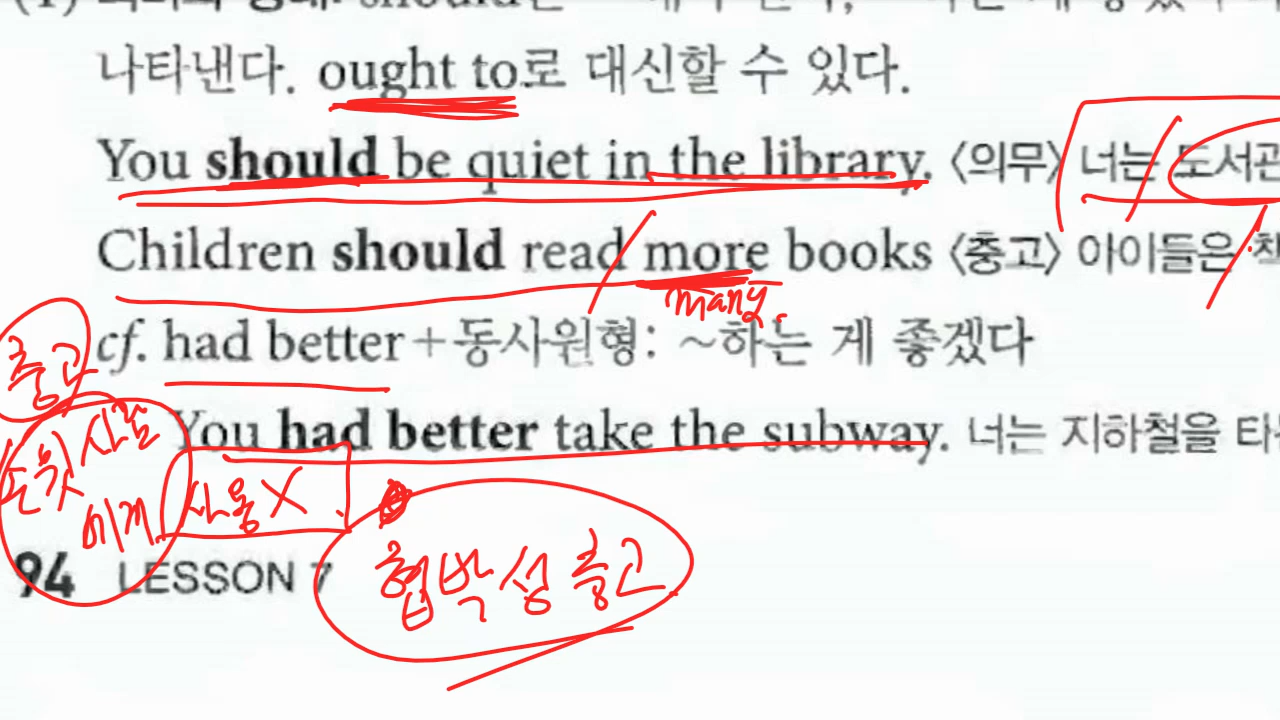 나타낸다. ought to로 대신할 수 있다.
You should be quiet in the library. 〈의무〉 너는 도서관
Children should read more books 〈충고〉 아이들은 책
many.
cf. had better+동사원형: ~하는 게 좋겠다
충고
You had better take the subway. 너는 지하철을
윗사람
에게
사용X
협박성 충고
94 LESSON 7